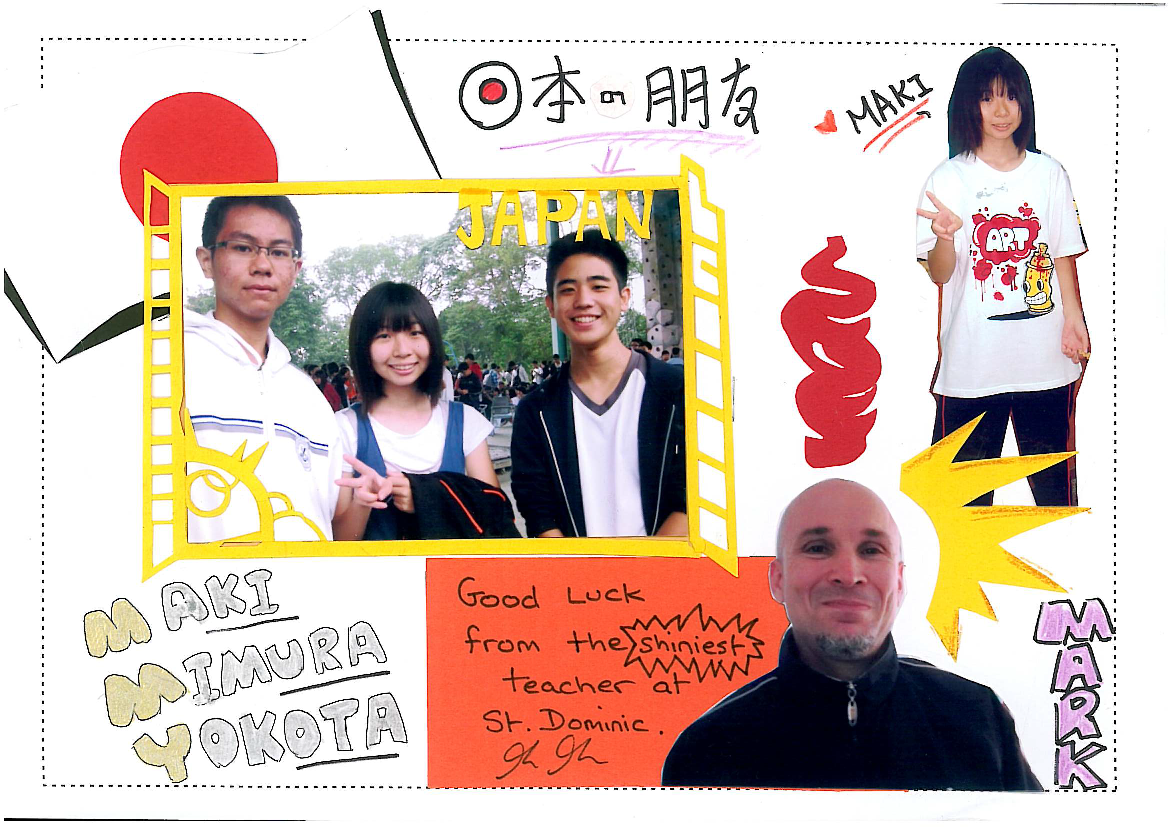 日本の朋友
MAKI
JAPAN
ART
MAKI
MIMURA
YOKOTA
Good Luck
from the shiniest
teacher at
St. Dominic.
MARK